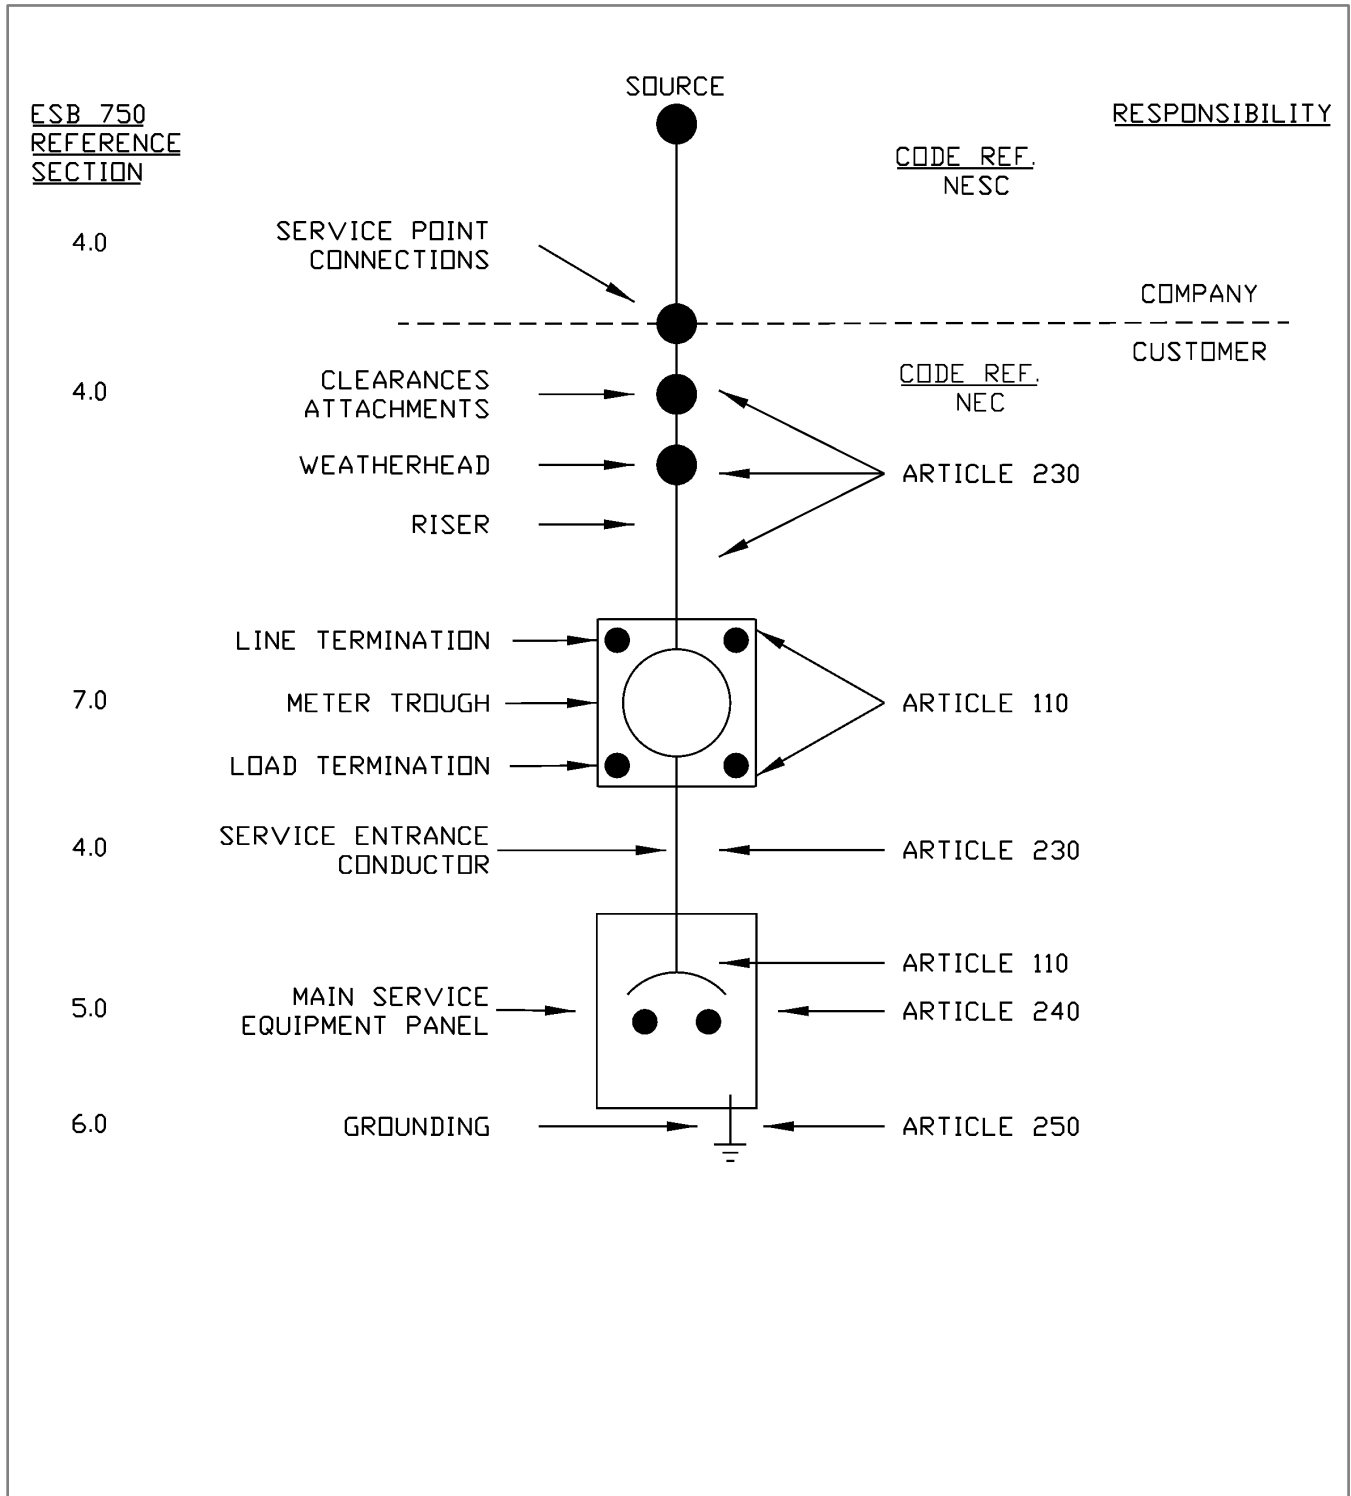 SOURCE
ESB 750
REFERENCE
SECTION
RESPONSIBILITY
CODE REF.
NESC
4.0
SERVICE POINT
CONNECTIONS
COMPANY
CUSTOMER
4.0
CLEARANCES
ATTACHMENTS
CODE REF.
NEC
WEATHERHEAD
ARTICLE 230
RISER
LINE TERMINATION
7.0
METER TROUGH
ARTICLE 110
LOAD TERMINATION
4.0
SERVICE ENTRANCE
CONDUCTOR
ARTICLE 230
ARTICLE 110
5.0
MAIN SERVICE
EQUIPMENT PANEL
ARTICLE 240
6.0
GROUNDING
ARTICLE 250